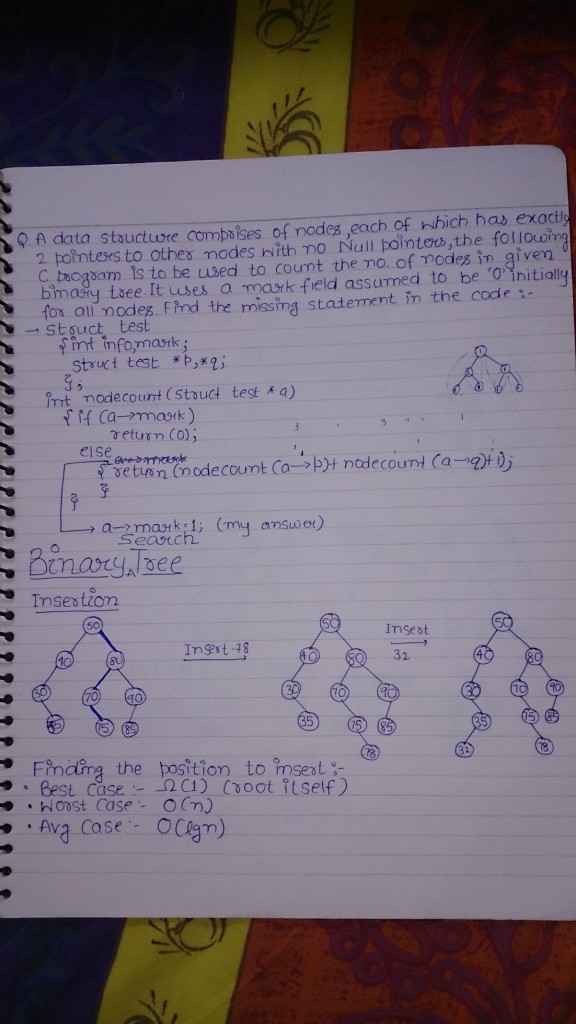 Q. A data structure comprises of nodes, each of which has exactly
2 pointers to other nodes with no Null pointers, the following
C program is to be used to count the no. of nodes in given
binary tree. It uses a mark field assumed to be '0' initially
for all nodes. Find the missing statement in the code :-
→ Struct test
{ int info, mark;
struct test *p, *q;
};
int nodecount (struct test * a)
{ if (a→mark)
return (0);
else
{ return (nodecount (a→p) + nodecount (a→q)+1);
}
}
→ a→mark=1; (my answer)
Binary Search Tree
Insertion
50 40 80 30 70 90 75 85
Insert 78
50 40 80 30 70 90 35 75 85 78
Insert 32
50 40 80 30 70 90 35 75 85 32 78
Finding the position to insert :-
• Best Case :- Ω(1) (root itself)
• Worst Case :- O(n)
• Avg Case :- O(lgn)